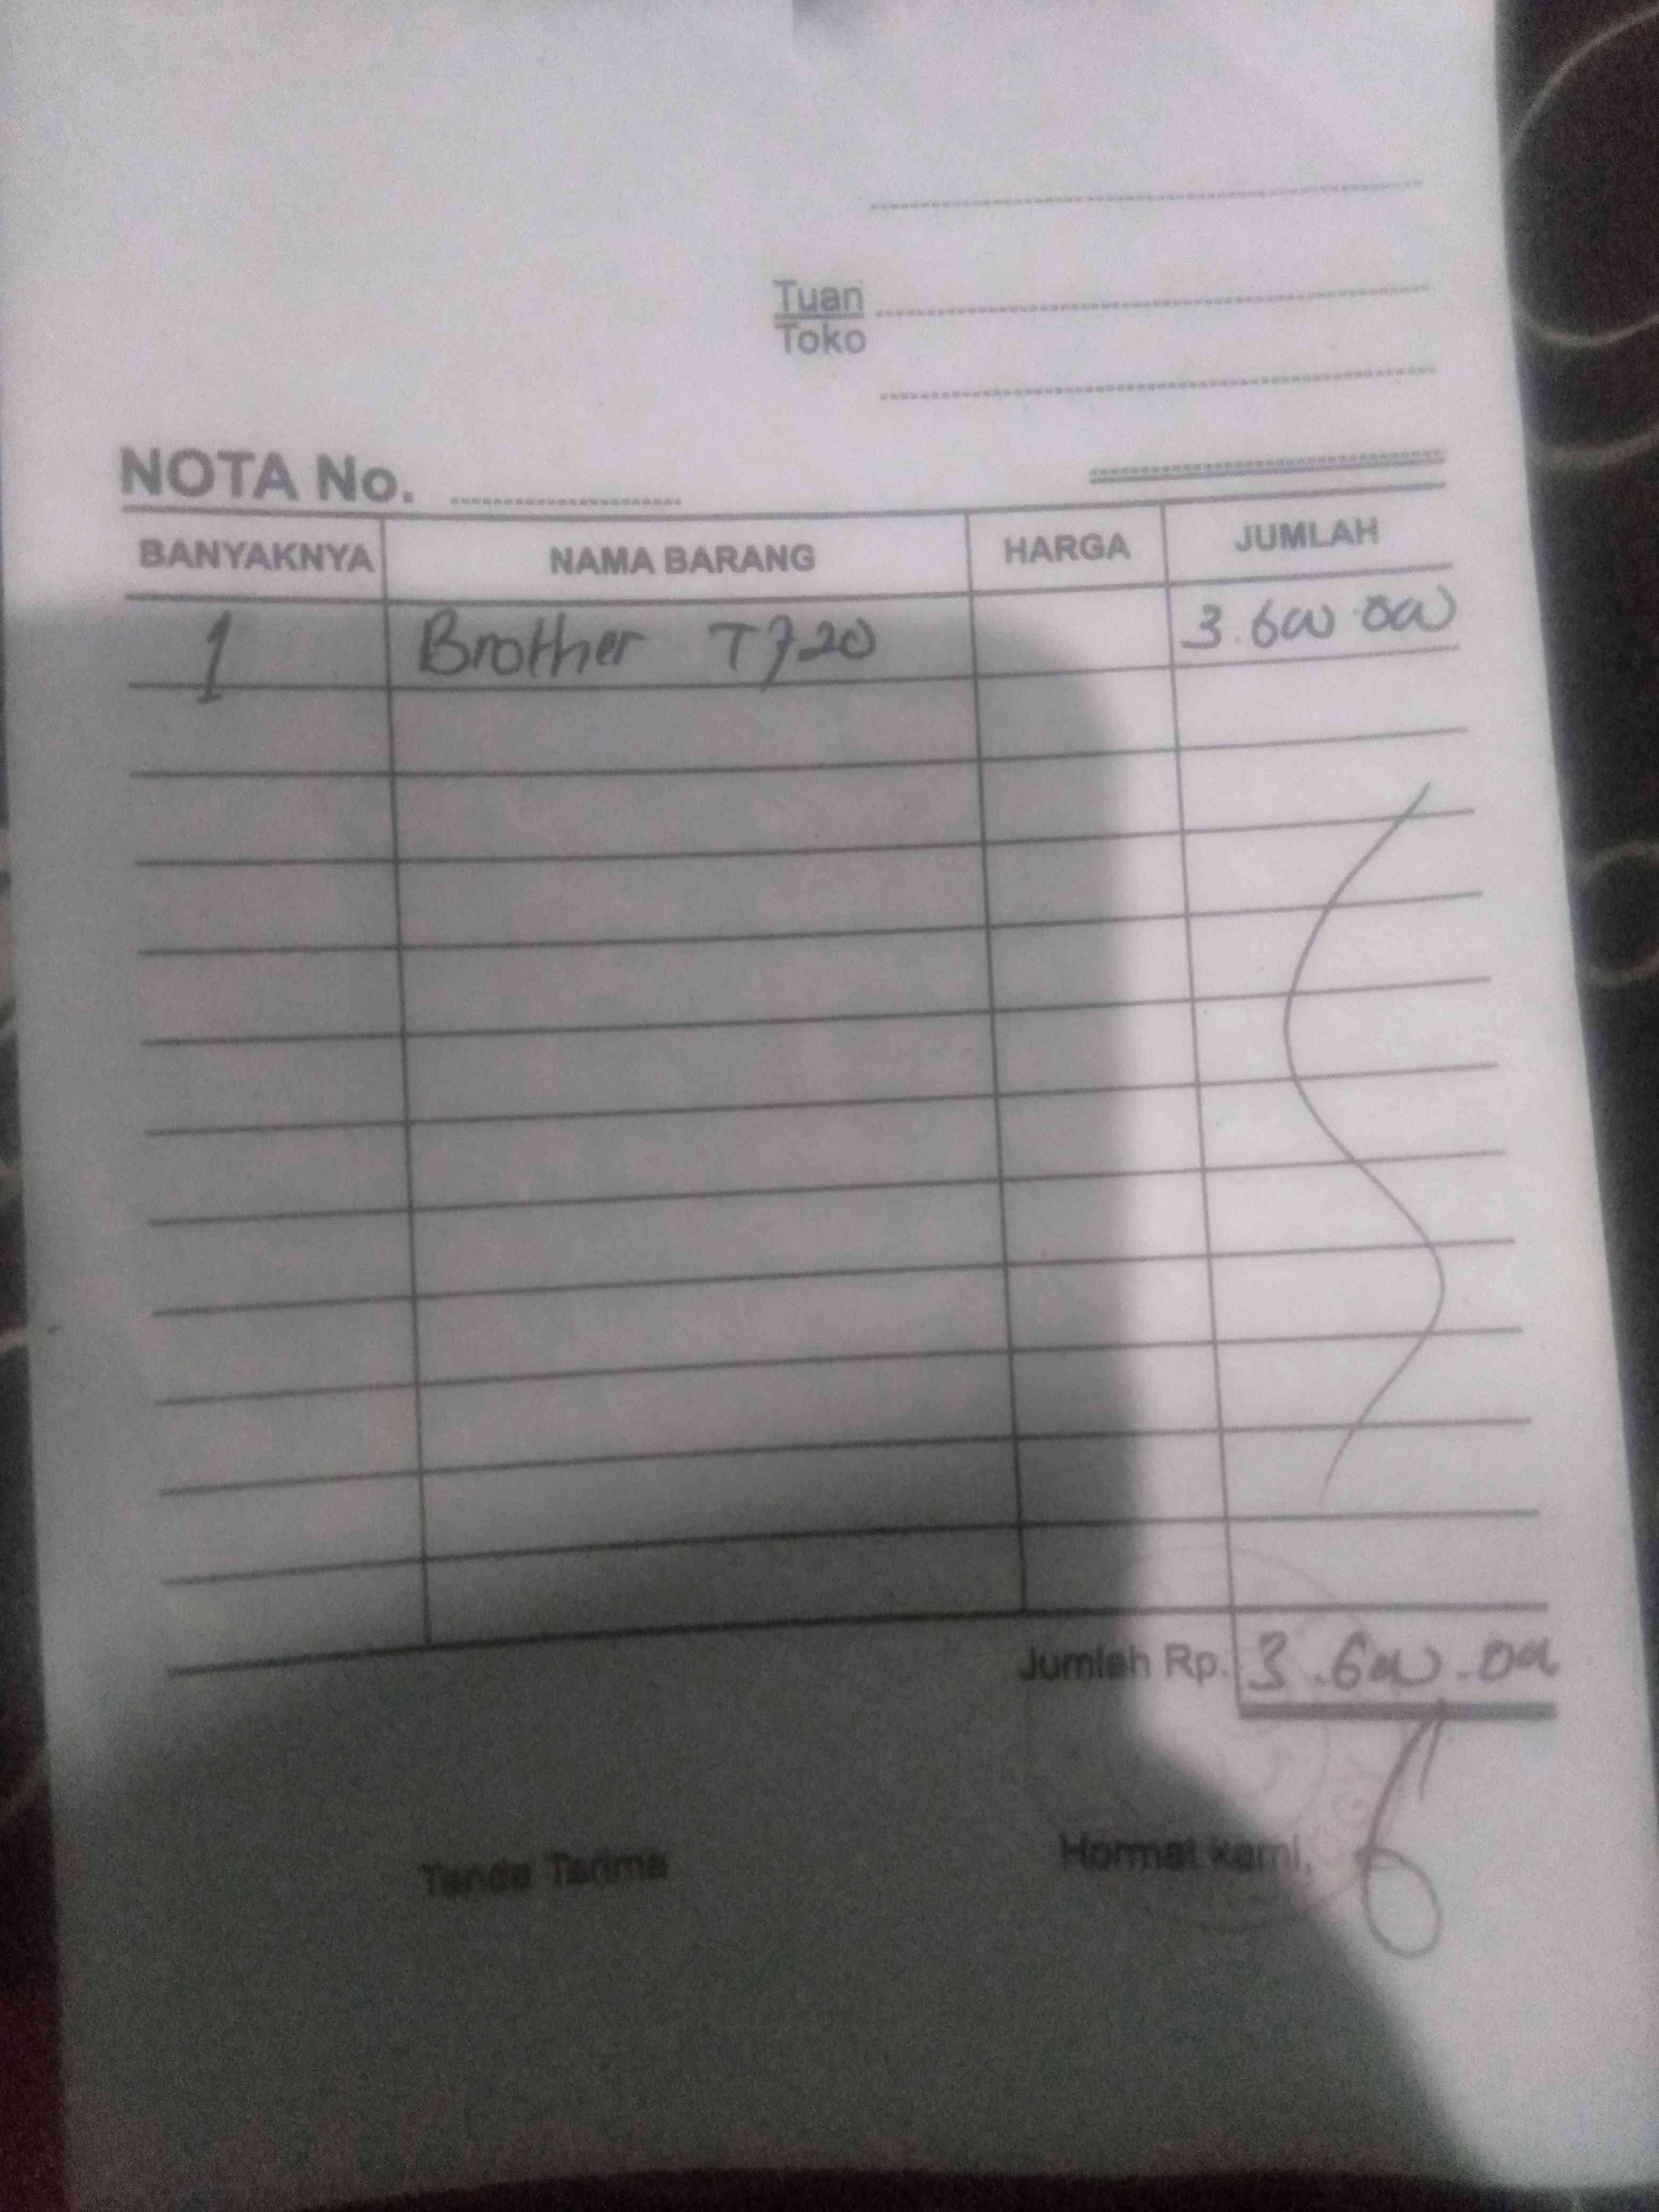 Tuan
Toko
NOTA No.
BANYAKNYA NAMA BARANG HARGA JUMLAH
1 Brother T720 3.600.000
Jumlah Rp. 3.600.000
Tanda Terima Hormat kami,